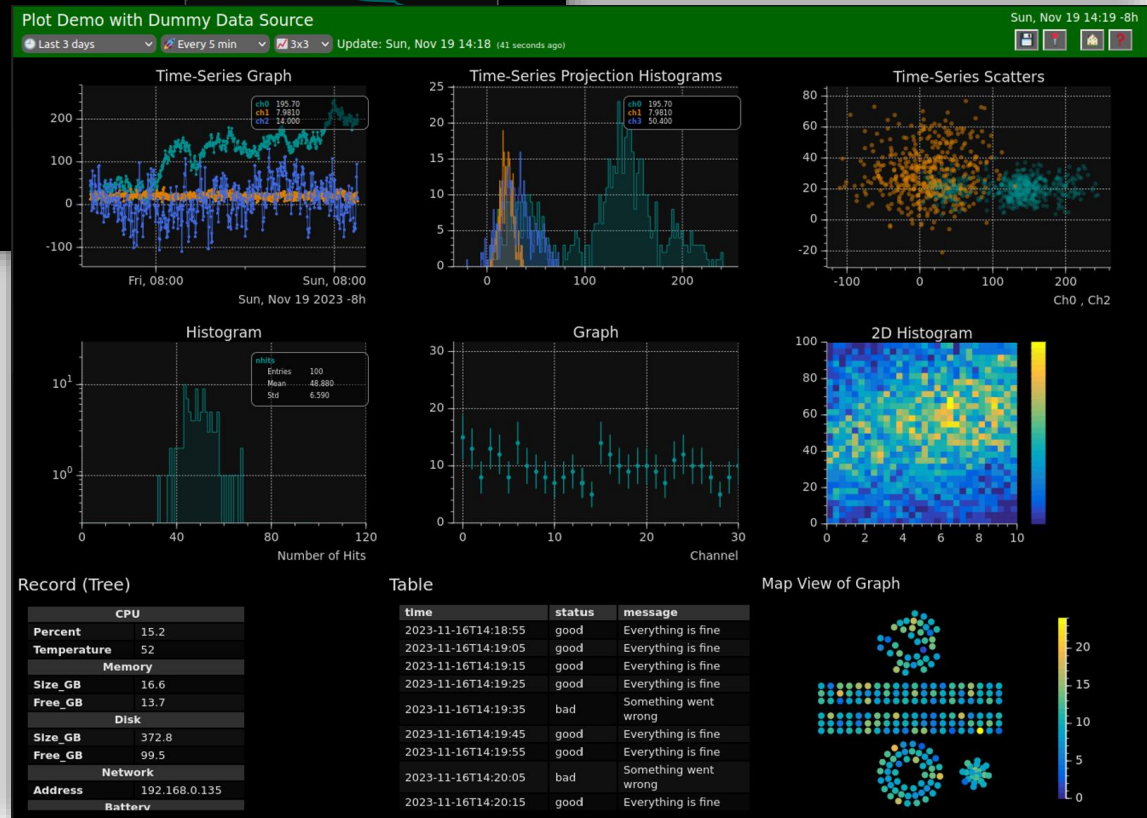 Plot Demo with Dummy Data Source
Sun, Nov 19 14:19 -8h
Last 3 days
Every 5 min
3x3
Update: Sun, Nov 19 14:18 (41 seconds ago)
Time-Series Graph
ch0 195.70
ch1 7.9810
ch2 14.000
200
100
0
-100
Fri, 08:00
Sun, 08:00
Sun, Nov 19 2023 -8h
Time-Series Projection Histograms
ch0 195.70
ch1 7.9810
ch3 50.400
25
20
15
10
5
0
0
100
200
Time-Series Scatters
80
60
40
20
0
-20
-100
0
100
200
Ch0 , Ch2
Histogram
nhits
Entries 100
Mean 48.880
Std 6.590
10¹
10⁰
0
40
80
120
Number of Hits
Graph
30
20
10
0
0
10
20
30
Channel
2D Histogram
100
80
60
40
20
0
0
2
4
6
8
10
Record (Tree)
CPU
Percent 15.2
Temperature 52
Memory
Size_GB 16.6
Free_GB 13.7
Disk
Size_GB 372.8
Free_GB 99.5
Network
Address 192.168.0.135
Battery
Table
time status message
2023-11-16T14:18:55 good Everything is fine
2023-11-16T14:19:05 good Everything is fine
2023-11-16T14:19:15 good Everything is fine
2023-11-16T14:19:25 good Everything is fine
2023-11-16T14:19:35 bad Something went
wrong
2023-11-16T14:19:45 good Everything is fine
2023-11-16T14:19:55 good Everything is fine
2023-11-16T14:20:05 bad Something went
wrong
2023-11-16T14:20:15 good Everything is fine
Map View of Graph
20
15
10
5
0